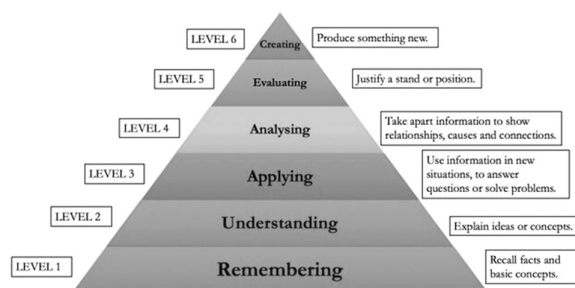 LEVEL 6
Creating
Produce something new.
LEVEL 5
Evaluating
Justify a stand or position.
LEVEL 4
Analysing
Take apart information to show
relationships, causes and connections.
LEVEL 3
Applying
Use information in new
situations, to answer
questions or solve problems.
LEVEL 2
Understanding
Explain ideas or concepts.
LEVEL 1
Remembering
Recall facts and
basic concepts.